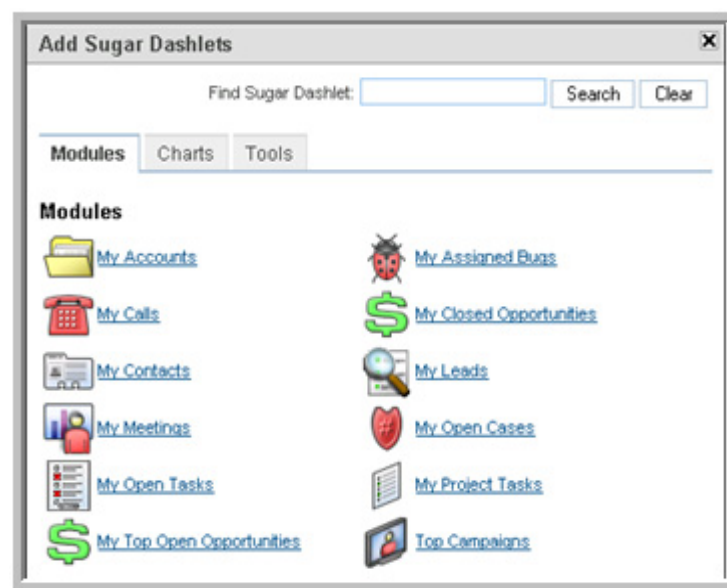 Add Sugar Dashlets
Find Sugar Dashlet: Search Clear
Modules Charts Tools
Modules
My Accounts My Assigned Bugs
My Calls My Closed Opportunities
My Contacts My Leads
My Meetings My Open Cases
My Open Tasks My Project Tasks
My Top Open Opportunities Top Campaigns